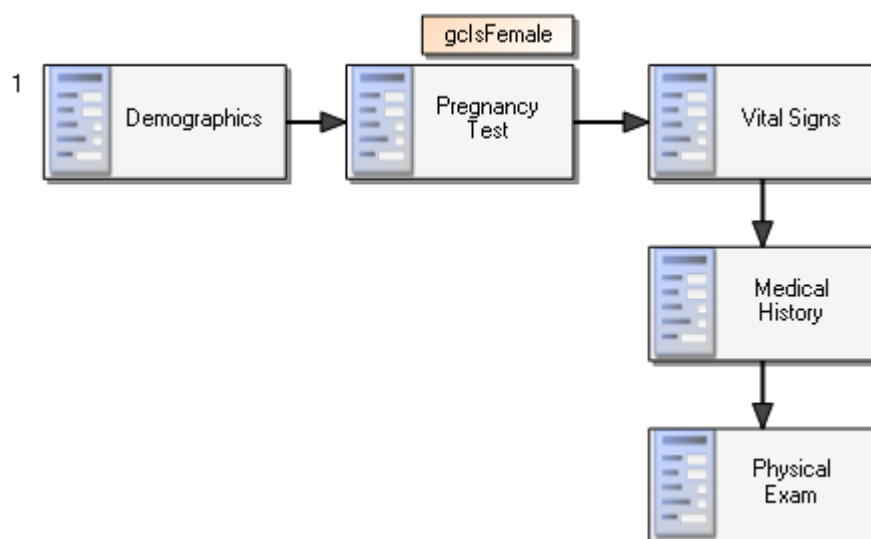 gcIsFemale
1
Demographics
Pregnancy
Test
Vital Signs
Medical
History
Physical
Exam